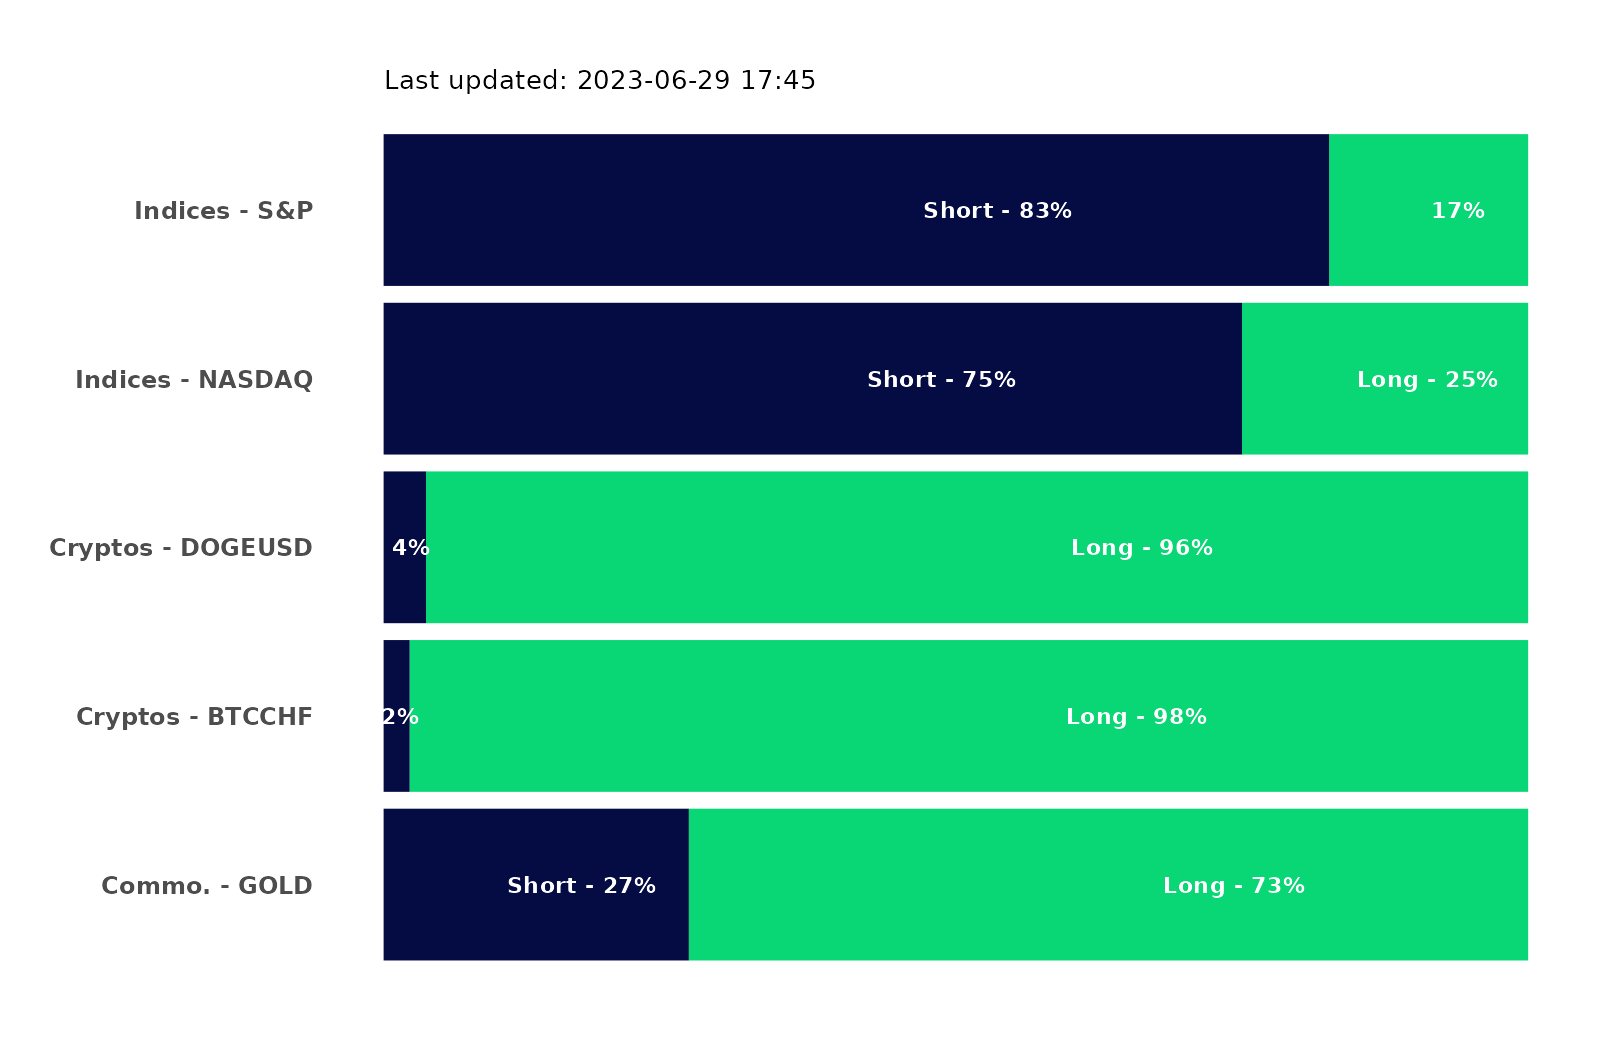 Last updated: 2023-06-29 17:45
Indices - S&P Short - 83% 17%
Indices - NASDAQ Short - 75% Long - 25%
Cryptos - DOGEUSD 4% Long - 96%
Cryptos - BTCCHF 2% Long - 98%
Commo. - GOLD Short - 27% Long - 73%